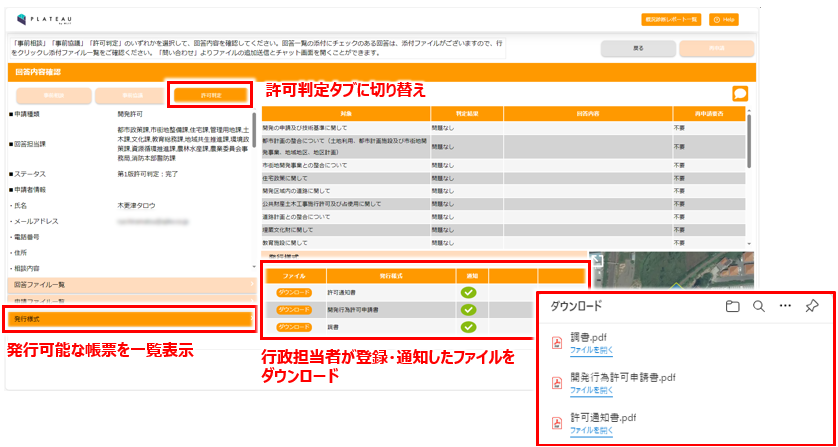 PLATEAU
by MLIT
概況診断レポート一覧
Help
「事前相談」「事前協議」「許可判定」のいずれかを選択して、回答内容を確認してください。回答一覧の添付にチェックのある回答は、添付ファイルがございますので、行
をクリックし添付ファイル一覧をご確認ください。「問い合わせ」よりファイルの追加送信とチャット画面を開くことができます。
戻る
回答内容確認
許可判定
許可判定タブに切り替え
■申請種類
開発許可
■回答担当課
都市政課課,市街地整備課,住宅課,管理用地課,土
木課,文化課,教育総務課,地域共生推進課,環境政
策課,資源循環推進課,農林水産課,農業委員会事
務局,消防本部警防課
■ステータス
第1版許可判定:完了
■申請者情報
・氏名
木更津タロウ
・メールアドレス
・電話番号
・住所
・相談内容
回答ファイル一覧
申請ファイル一覧
発行様式
対象
判定結果
回答内容
再申請要否
開発の申請及び技術基準に関して
問題なし
不要
都市計画の整合について（土地利用、都市計画施設及び市街地開
発事業、地域地区、地区計画）
問題なし
不要
市街地開発事業との整合について
問題なし
不要
住宅政策に関して
問題なし
不要
開発区域内の道路に関して
問題なし
不要
公共財産土木工事施行許可及び占使用に関して
問題なし
不要
道路計画との整合について
問題なし
不要
埋蔵文化財に関して
問題なし
不要
教育施設に関して
問題なし
不要
発行様式
ファイル
発行様式
通知
ダウンロード
許可通知書
ダウンロード
開発行為許可申請書
ダウンロード
調書
発行可能な帳票を一覧表示
行政担当者が登録・通知したファイルを
ダウンロード
ダウンロード
調書.pdf
ファイルを開く
開発行為許可申請書.pdf
ファイルを開く
許可通知書.pdf
ファイルを開く